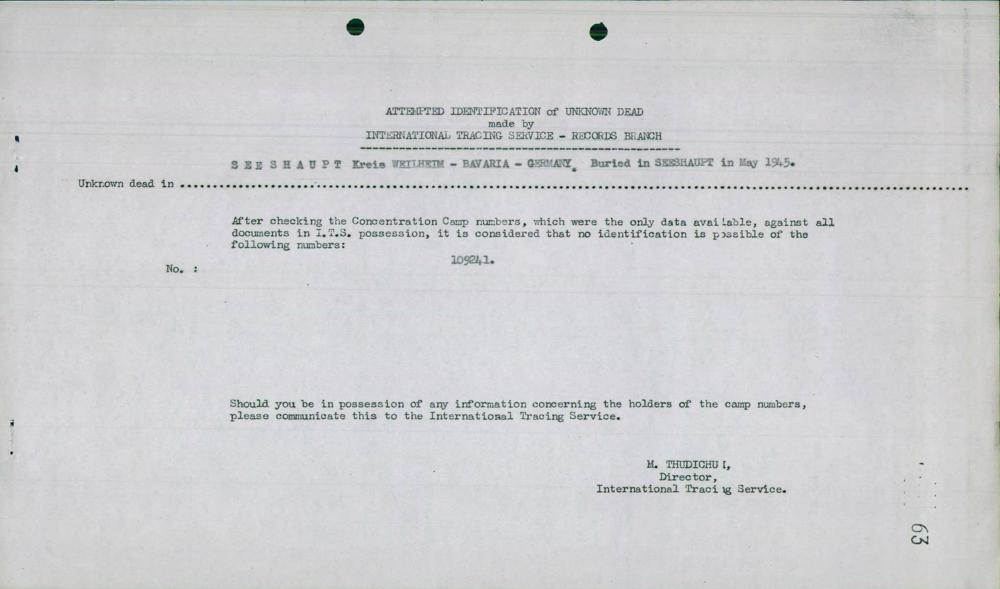 ATTEMPTED IDENTIFICATION of UNKNOWN DEAD
made by
INTERNATIONAL TRACING SERVICE - RECORDS BRANCH
S E E S H A U P T Kreis WEILHEIM - BAVARIA - GERMANY. Buried in SEESHAUPT in May 1945.
Unknown dead in
After checking the Concentration Camp numbers, which were the only data available, against all
documents in I.T.S. possession, it is considered that no identification is possible of the
following numbers:
109241.
No. :
Should you be in possession of any information concerning the holders of the camp numbers,
please communicate this to the International Tracing Service.
M. THUDICHUM,
Director,
International Tracing Service.
63